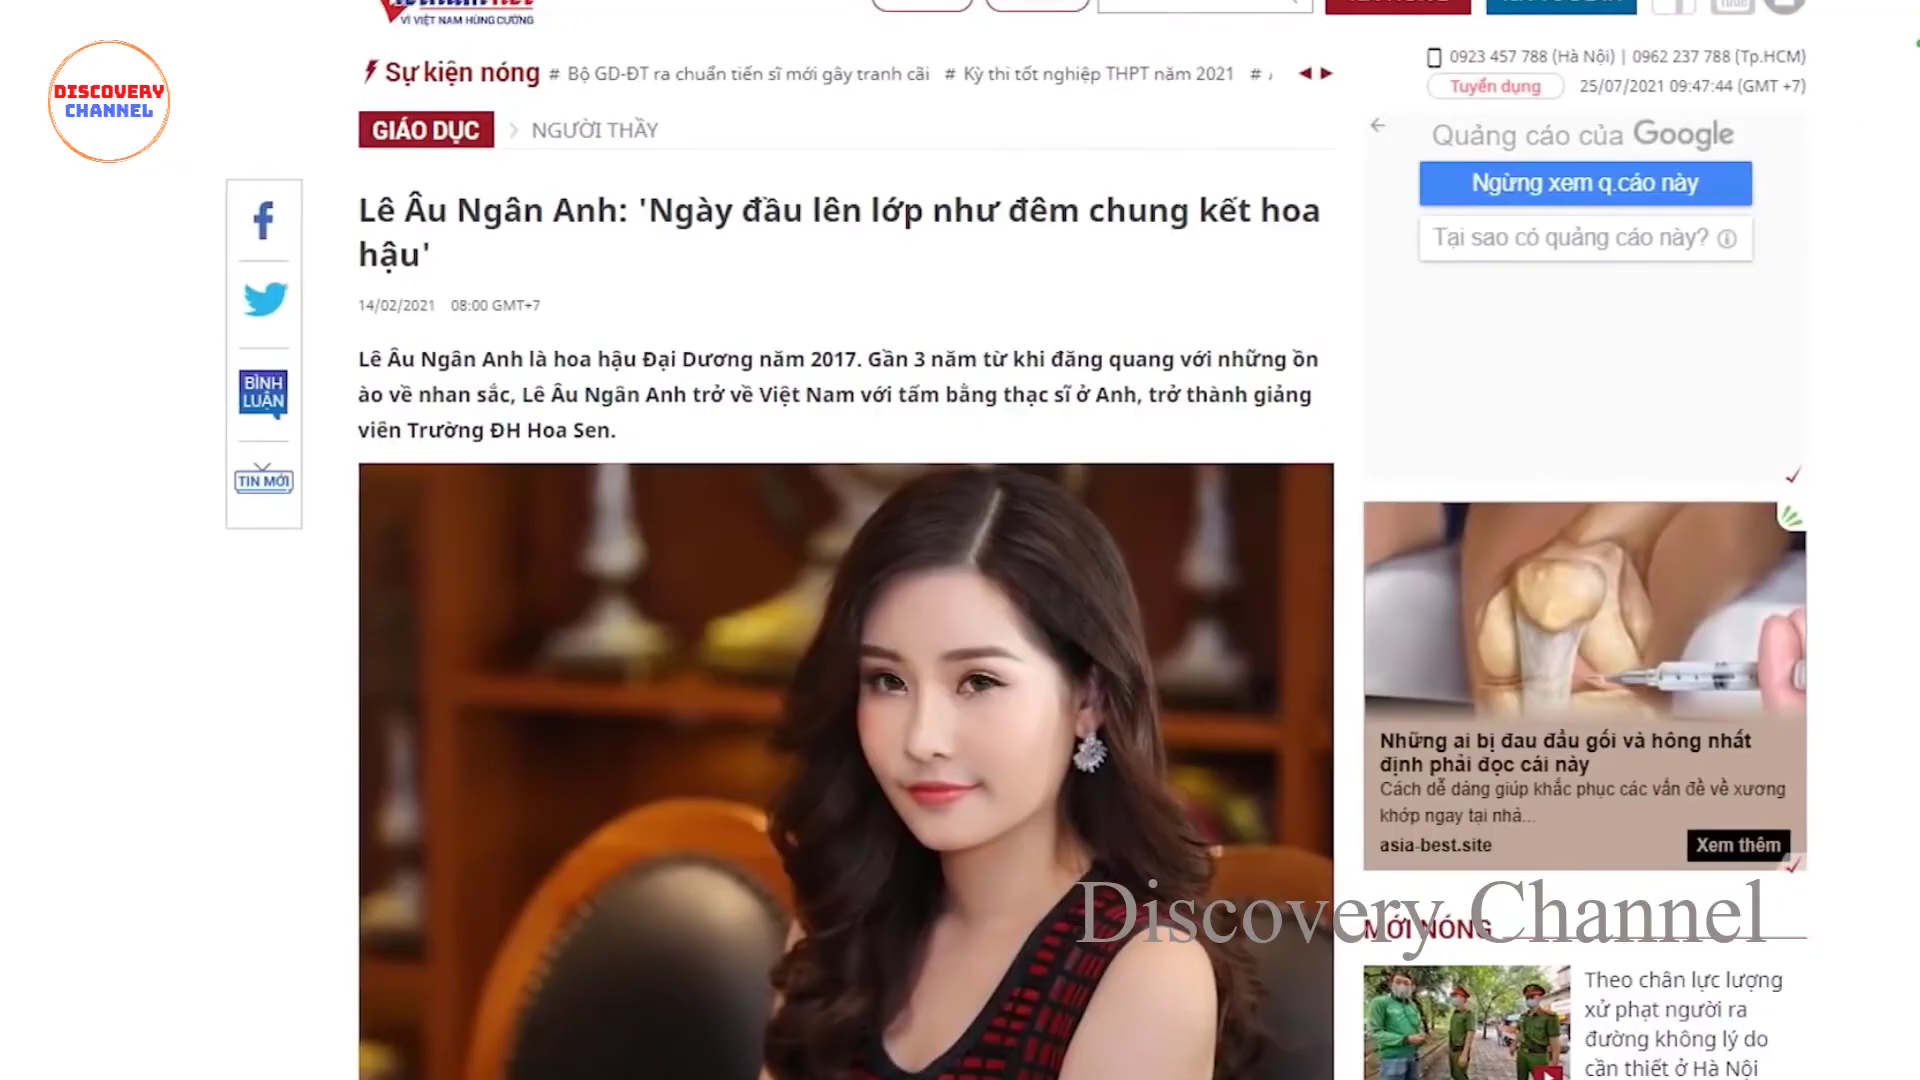 VÌ VIỆT NAM HÙNG CƯỜNG
DISCOVERY
CHANNEL
Sự kiện nóng # Bộ GD-ĐT ra chuẩn tiến sĩ mới gây tranh cãi # Kỳ thi tốt nghiệp THPT năm 2021 #
0923 457 788 (Hà Nội) | 0962 237 788 (Tp.HCM)
Tuyển dụng 25/07/2021 09:47:44 (GMT +7)
GIÁO DỤC NGƯỜI THẦY
Lê Âu Ngân Anh: 'Ngày đầu lên lớp như đêm chung kết hoa
hậu'
14/02/2021 08:00 GMT+7
Lê Âu Ngân Anh là hoa hậu Đại Dương năm 2017. Gần 3 năm từ khi đăng quang với những ồn
ào về nhan sắc, Lê Âu Ngân Anh trở về Việt Nam với tấm bằng thạc sĩ ở Anh, trở thành giảng
viên Trường ĐH Hoa Sen.
BÌNH
LUẬN
TIN MỚI
Quảng cáo của Google
Ngừng xem q.cáo này
Tại sao có quảng cáo này?
Những ai bị đau đầu gối và hông nhất
định phải đọc cái này
Cách dễ dàng giúp khắc phục các vấn đề về xương
khớp ngay tại nhà...
asia-best.site Xem thêm
Discovery Channel
MỚI NÓNG
Theo chân lực lượng
xử phạt người ra
đường không lý do
cần thiết ở Hà Nội